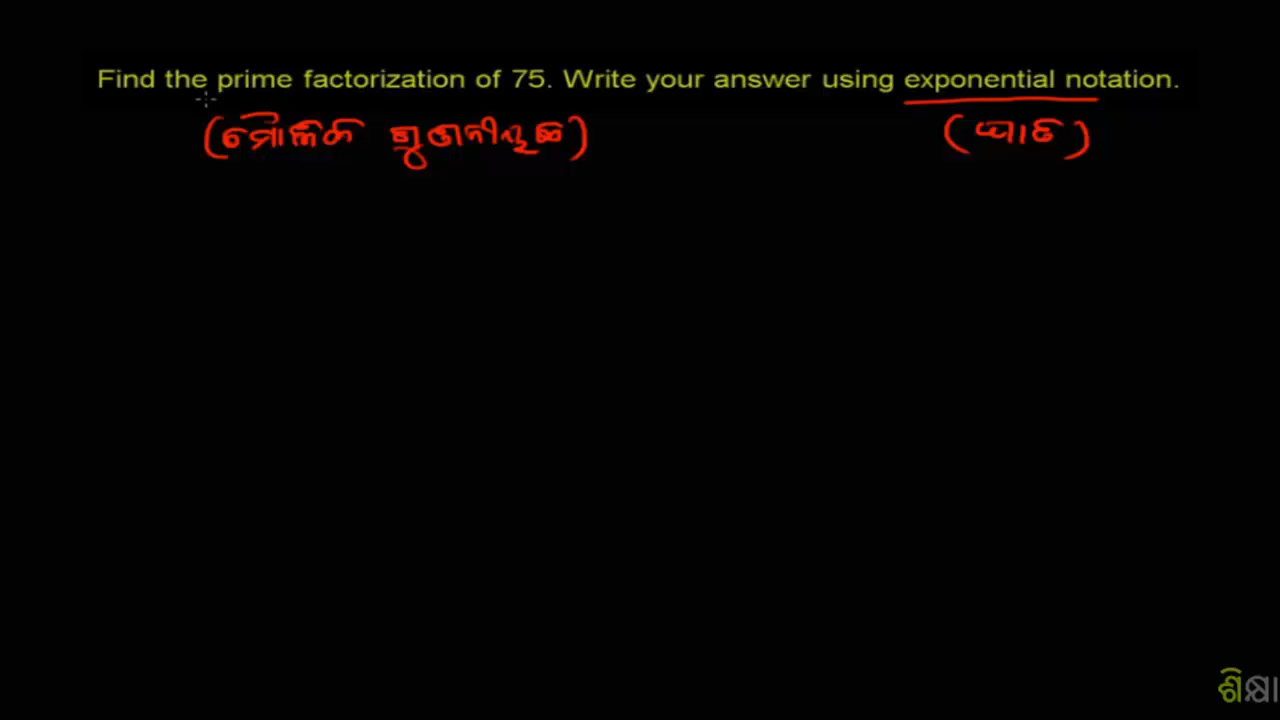 Find the prime factorization of 75. Write your answer using exponential notation.
(ମୌଳିକ ଗୁଣନୀୟକ) (ଘାତ)
ଶିକ୍ଷା